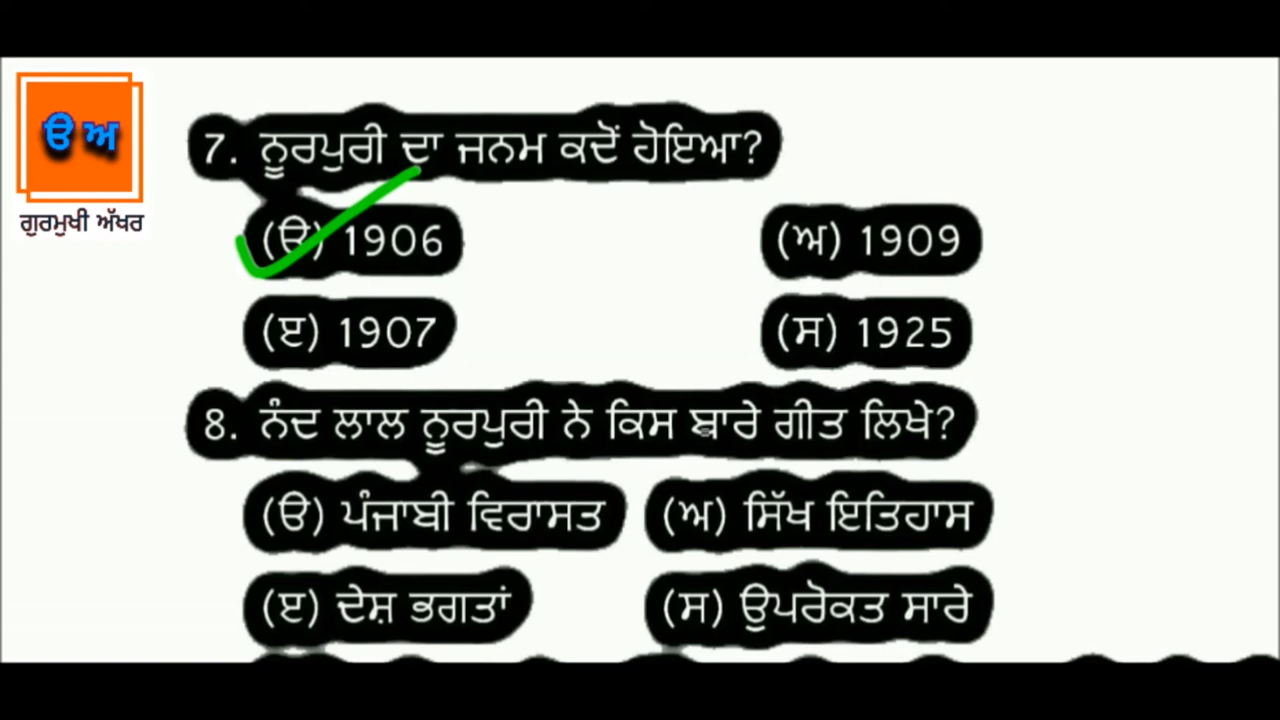 ੳ ਅ
ਗੁਰਮੁਖੀ ਅੱਖਰ
7. ਨੂਰਪੁਰੀ ਦਾ ਜਨਮ ਕਦੋਂ ਹੋਇਆ?
(ੳ) 1906 (ਅ) 1909
(ੲ) 1907 (ਸ) 1925
8. ਨੰਦ ਲਾਲ ਨੂਰਪੁਰੀ ਨੇ ਕਿਸ ਬਾਰੇ ਗੀਤ ਲਿਖੇ?
(ੳ) ਪੰਜਾਬੀ ਵਿਰਾਸਤ (ਅ) ਸਿੱਖ ਇਤਿਹਾਸ
(ੲ) ਦੇਸ਼ ਭਗਤਾਂ (ਸ) ਉਪਰੋਕਤ ਸਾਰੇ